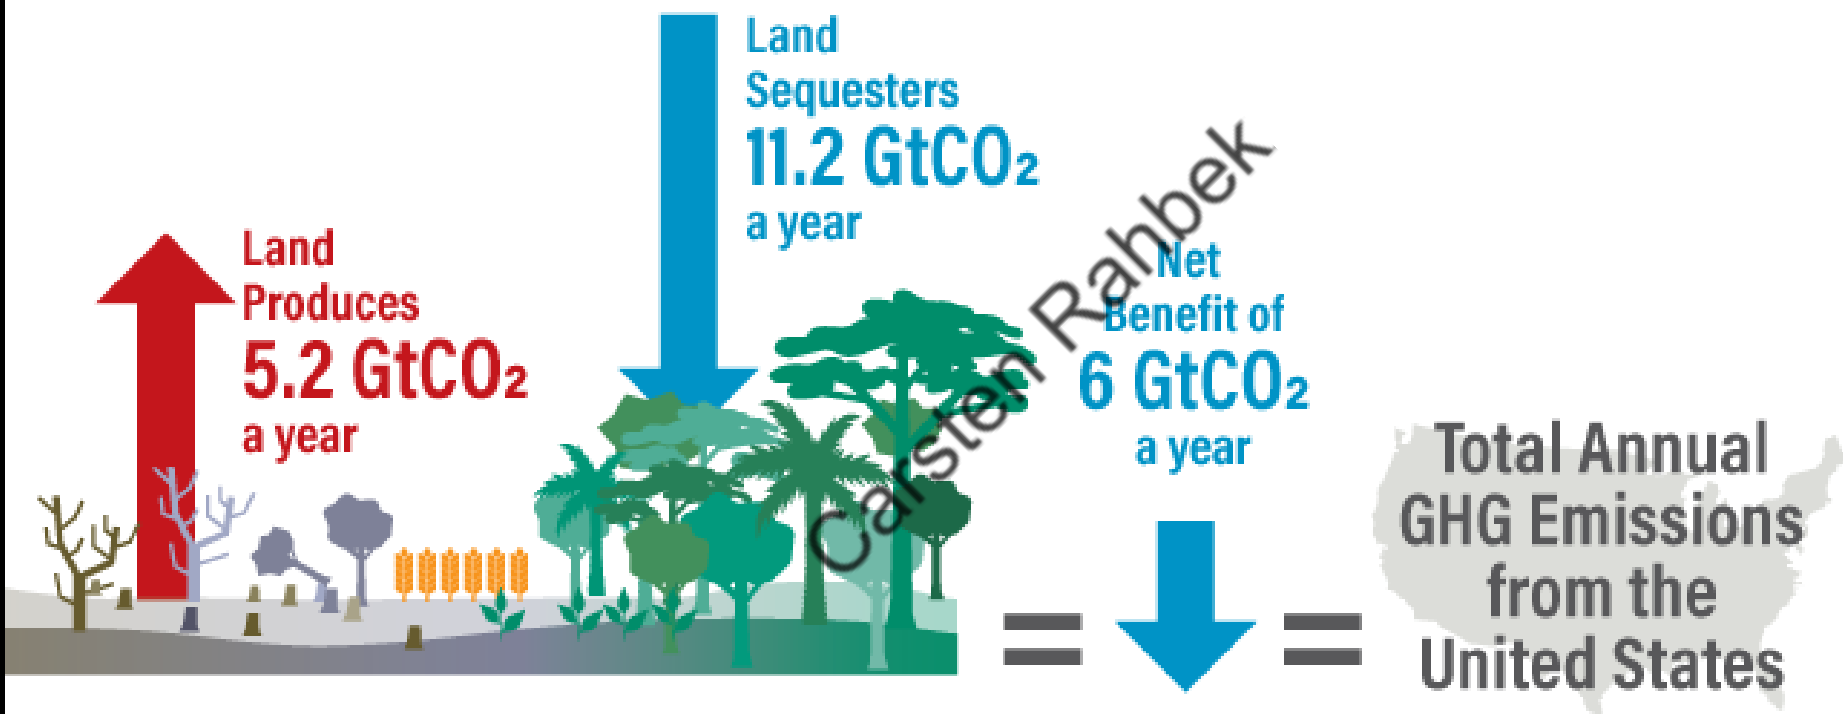 Land
Produces
5.2 GtCO₂
a year
Land
Sequesters
11.2 GtCO₂
a year
Net
Benefit of
6 GtCO₂
a year
=
=
Total Annual
GHG Emissions
from the
United States
Carsten Rahbek